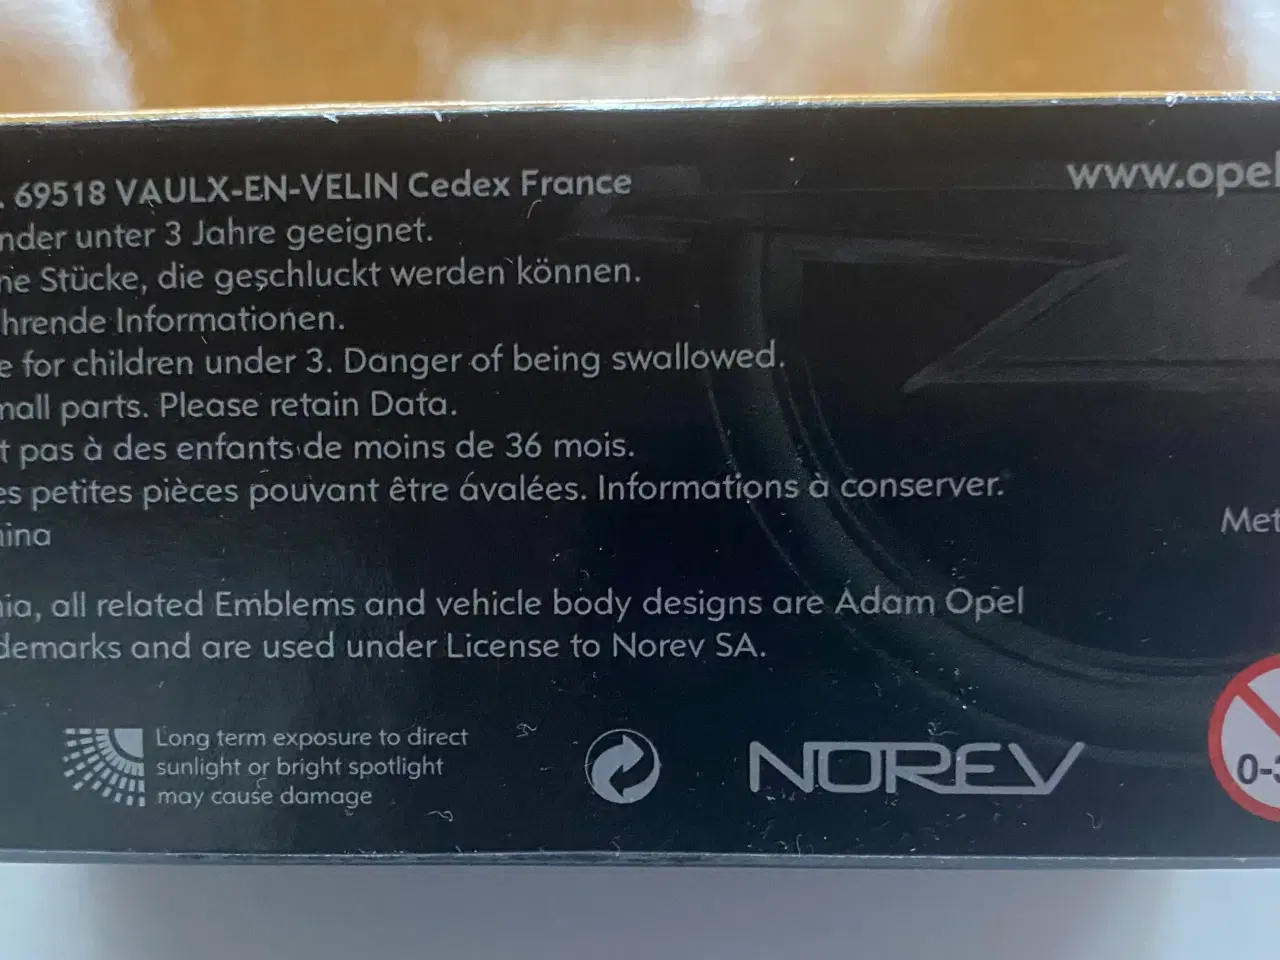 69518 VAULX-EN-VELIN Cedex France
www.opel
nder unter 3 Jahre geeignet.
ne Stücke, die geschluckt werden können.
hrende Informationen.
e for children under 3. Danger of being swallowed.
mall parts. Please retain Data.
t pas à des enfants de moins de 36 mois.
es petites pièces pouvant être avalées. Informations à conserver.
hina
Met
nia, all related Emblems and vehicle body designs are Adam Opel
demarks and are used under License to Norev SA.
Long term exposure to direct
sunlight or bright spotlight
may cause damage
NOREV
0-3